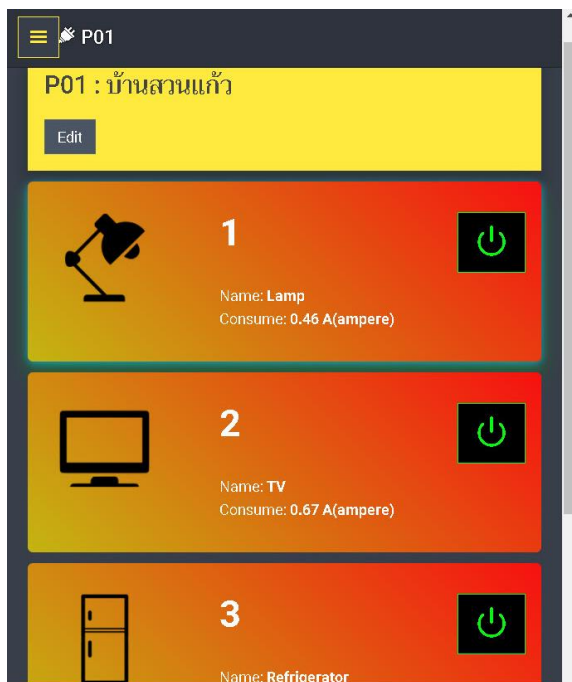 P01
P01 : บ้านสวนแก้ว
Edit
1
Name: Lamp
Consume: 0.46 A(ampere)
2
Name: TV
Consume: 0.67 A(ampere)
3
Name: Refrigerator